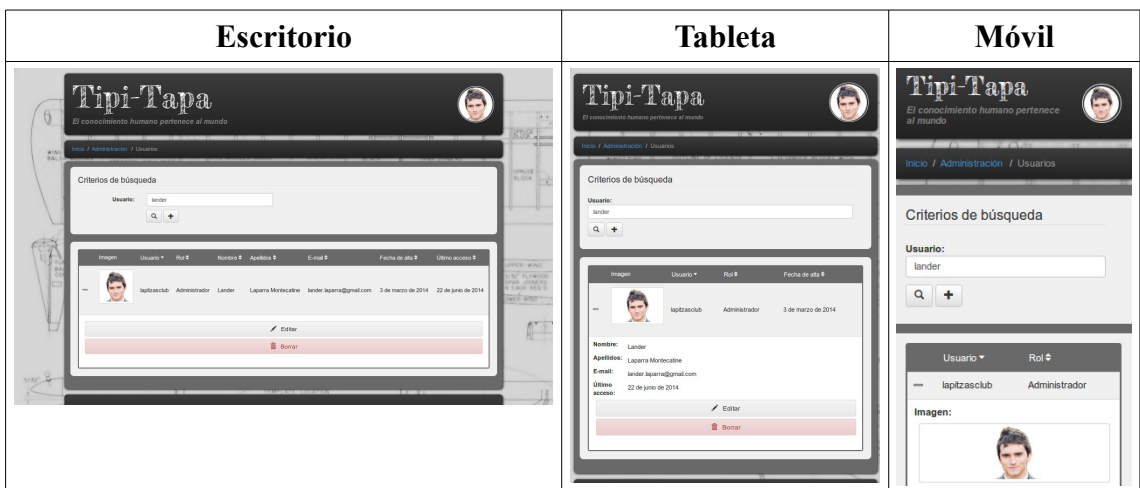 Escritorio
Tableta
Móvil
Tipi-Tapa
El conocimiento humano pertenece al mundo
Inicio / Administración / Usuarios
Criterios de búsqueda
Usuario: lander
Imagen Usuario Rol Nombre Apellidos E-mail Fecha de alta Último acceso
lapitzasclub Administrador Lander Laparra Montecatine lander.laparra@gmail.com 3 de marzo de 2014 22 de junio de 2014
Editar
Borrar
TEMPLATE LOCATION
Tipi-Tapa
El conocimiento humano pertenece al mundo
Inicio / Administración / Usuarios
Criterios de búsqueda
Usuario:
lander
Imagen Usuario Rol Fecha de alta
lapitzasclub Administrador 3 de marzo de 2014
Nombre: Lander
Apellidos: Laparra Montecatine
E-mail: lander.laparra@gmail.com
Último 22 de junio de 2014
acceso:
Editar
Borrar
Tipi-Tapa
El conocimiento humano pertenece
al mundo
Inicio / Administración / Usuarios
Criterios de búsqueda
Usuario:
lander
Usuario Rol
lapitzasclub Administrador
Imagen: